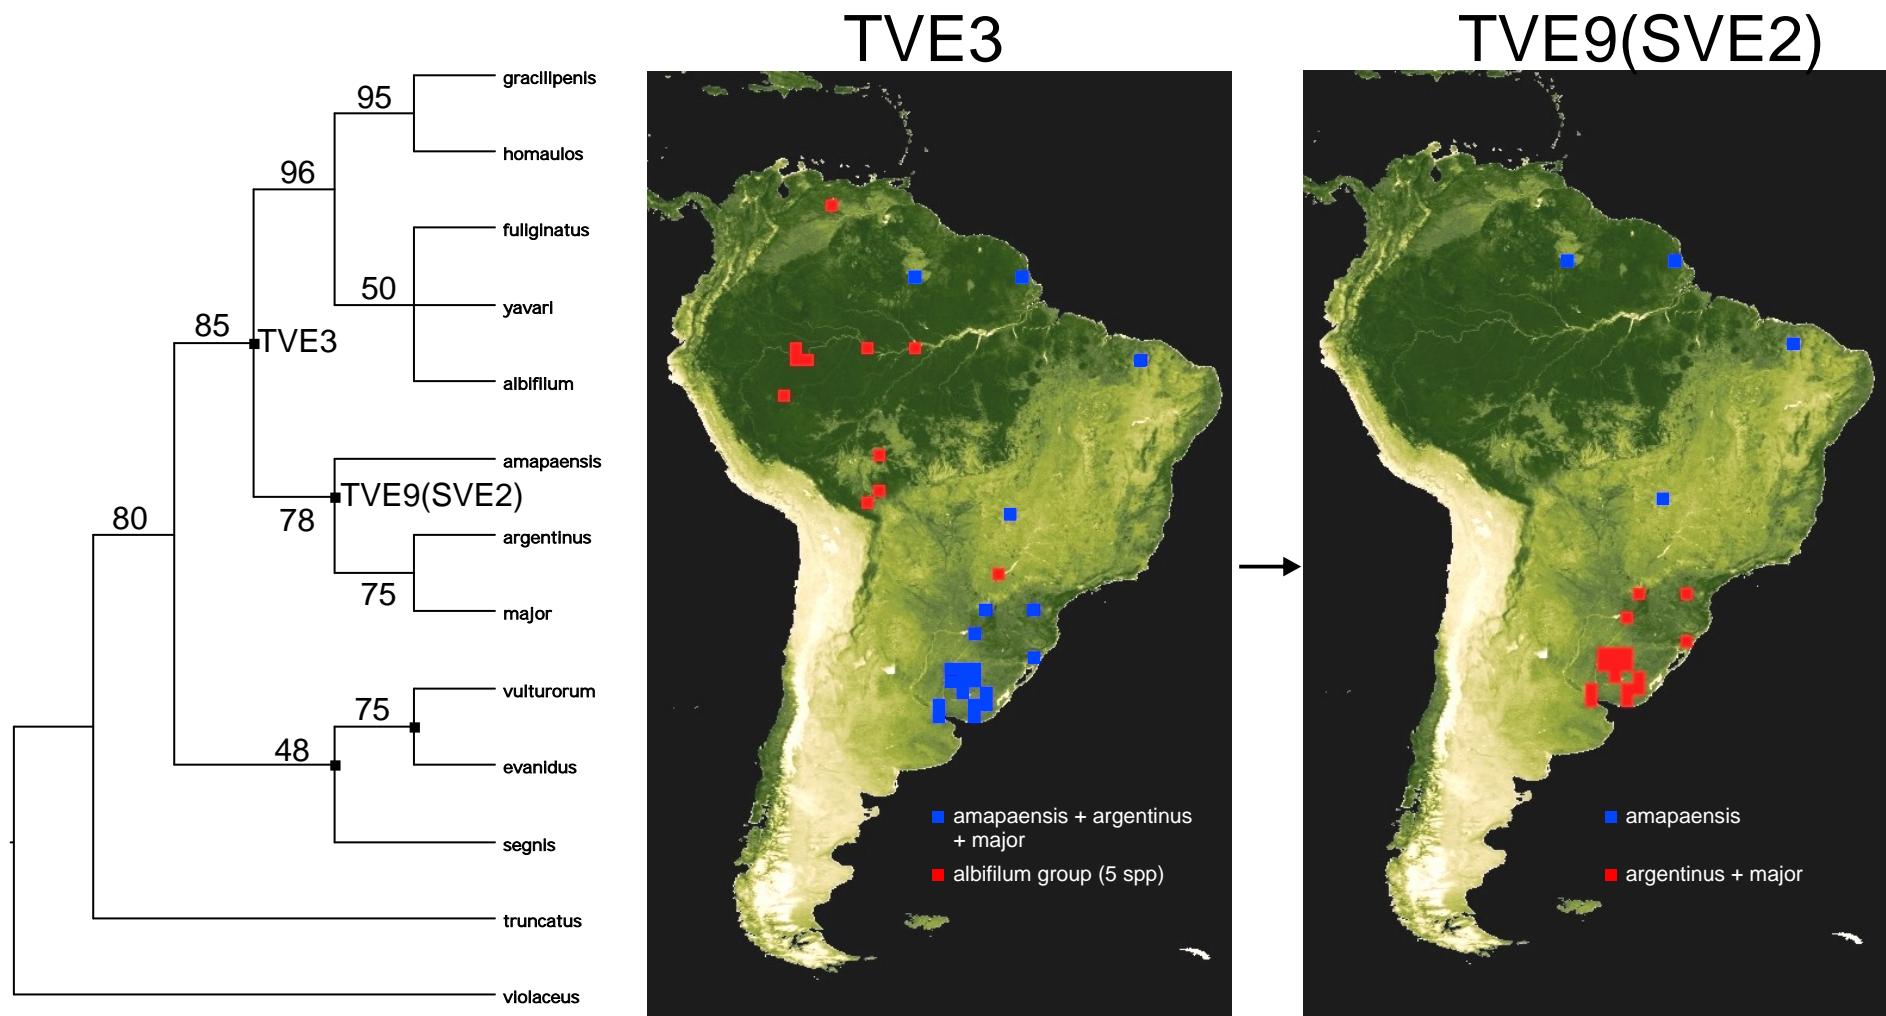 TVE3
TVE9(SVE2)
gracilipenis
95
homaulos
96
fuliginatus
50
yavari
85
TVE3
albifilum
amapaensis
TVE9(SVE2)
80
78
argentinus
75
major
vulturorum
75
48
evanidus
segnis
truncatus
violaceus
amapaensis + argentinus
+ major
albifilum group (5 spp)
amapaensis
argentinus + major